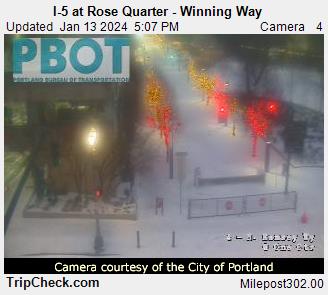 I-5 at Rose Quarter - Winning Way
Updated Jan 13 2024 5:07 PM Camera 4
PBOT
PORTLAND BUREAU OF TRANSPORTATION
Camera courtesy of the City of Portland
TripCheck.com Milepost302.00